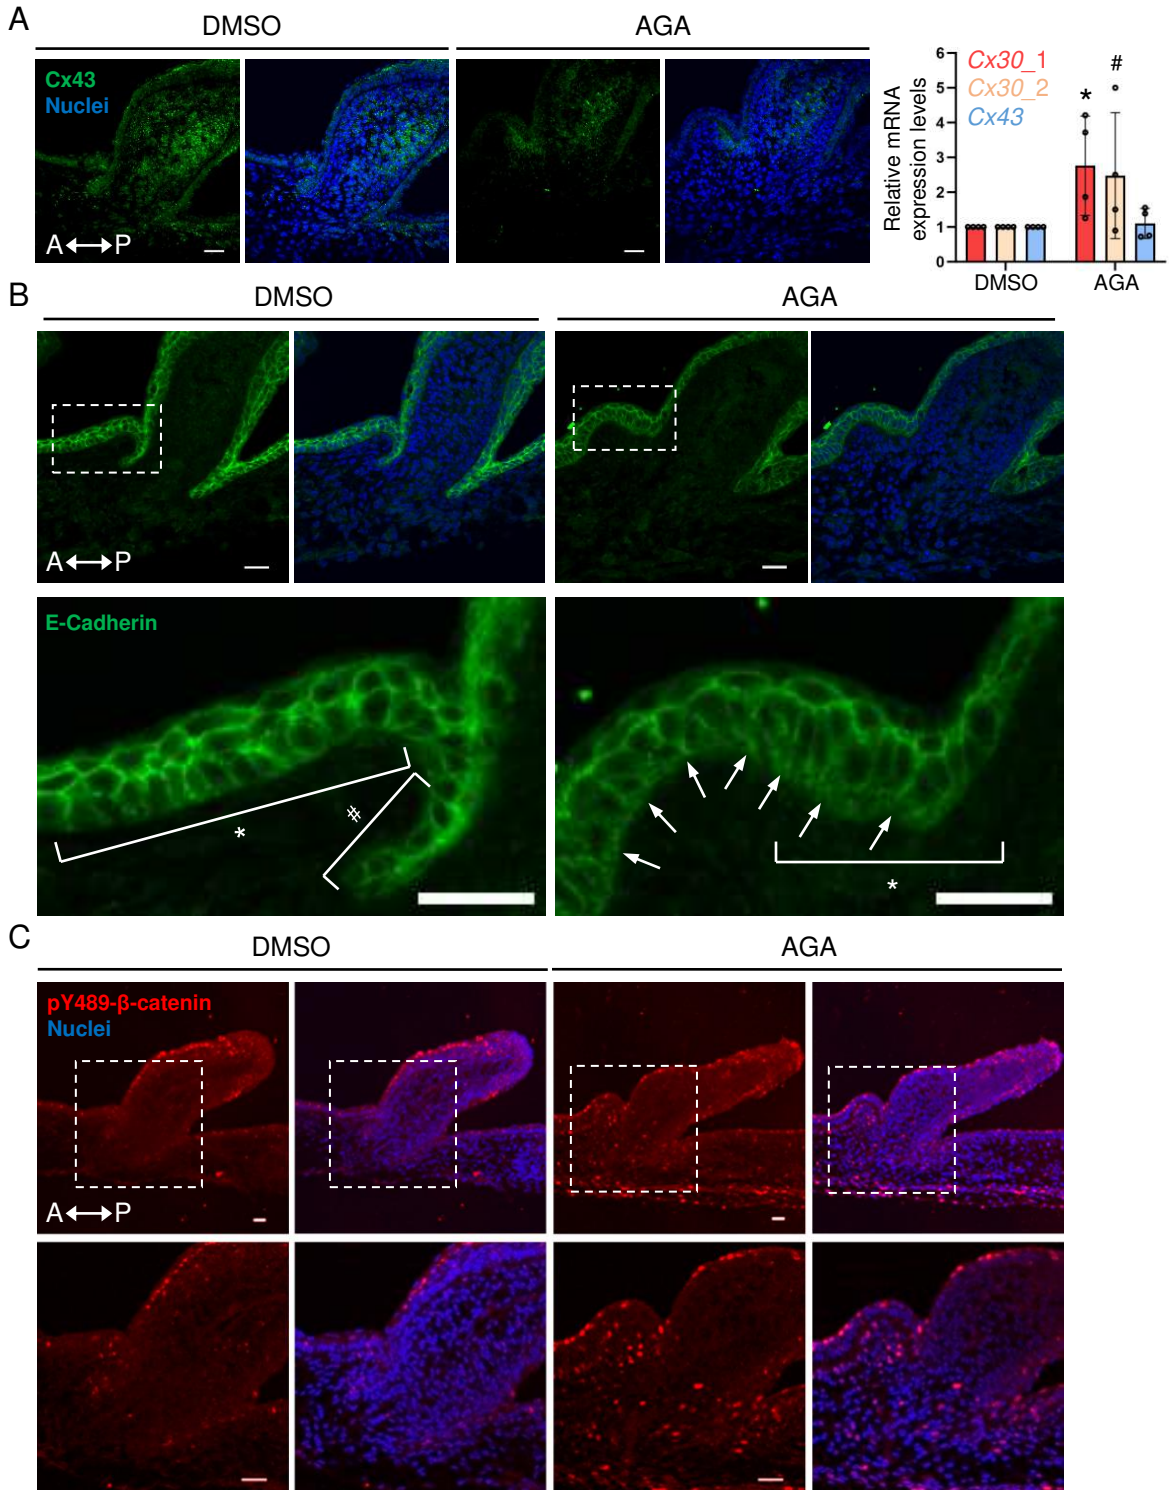 A
DMSO
AGA
Cx43
Nuclei
A P
Relative mRNA
expression levels
6
5
4
3
2
1
0
Cx30_1
Cx30_2
Cx43
*
#
DMSO
AGA
B
DMSO
AGA
A P
E-Cadherin
*
#
*
C
DMSO
AGA
pY489-β-catenin
Nuclei
A P